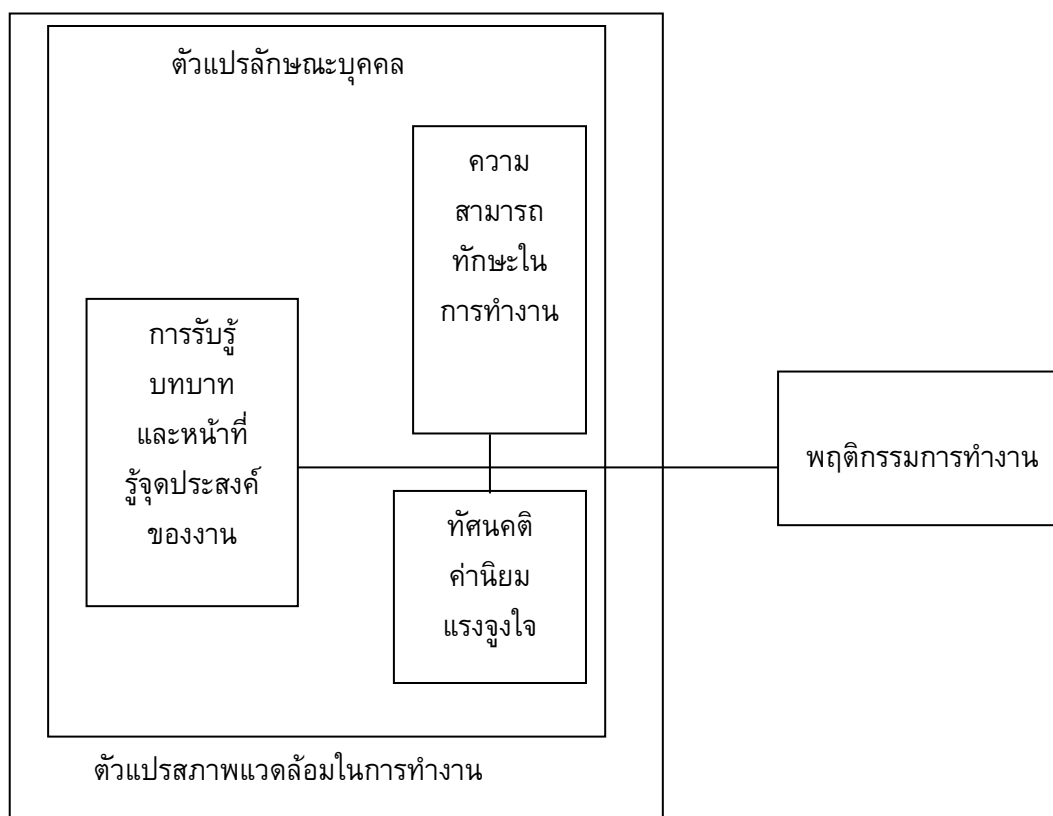 ตัวแปรลักษณะบุคคล
ความ
สามารถ
ทักษะใน
การทำงาน
การรับรู้
บทบาท
และหน้าที่
รู้จุดประสงค์
ของงาน
พฤติกรรมการทำงาน
ทัศนคติ
ค่านิยม
แรงจูงใจ
ตัวแปรสภาพแวดล้อมในการทำงาน